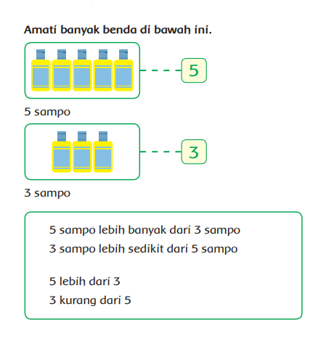 Amati banyak benda di bawah ini.
5
5 sampo
3
3 sampo
5 sampo lebih banyak dari 3 sampo
3 sampo lebih sedikit dari 5 sampo
5 lebih dari 3
3 kurang dari 5